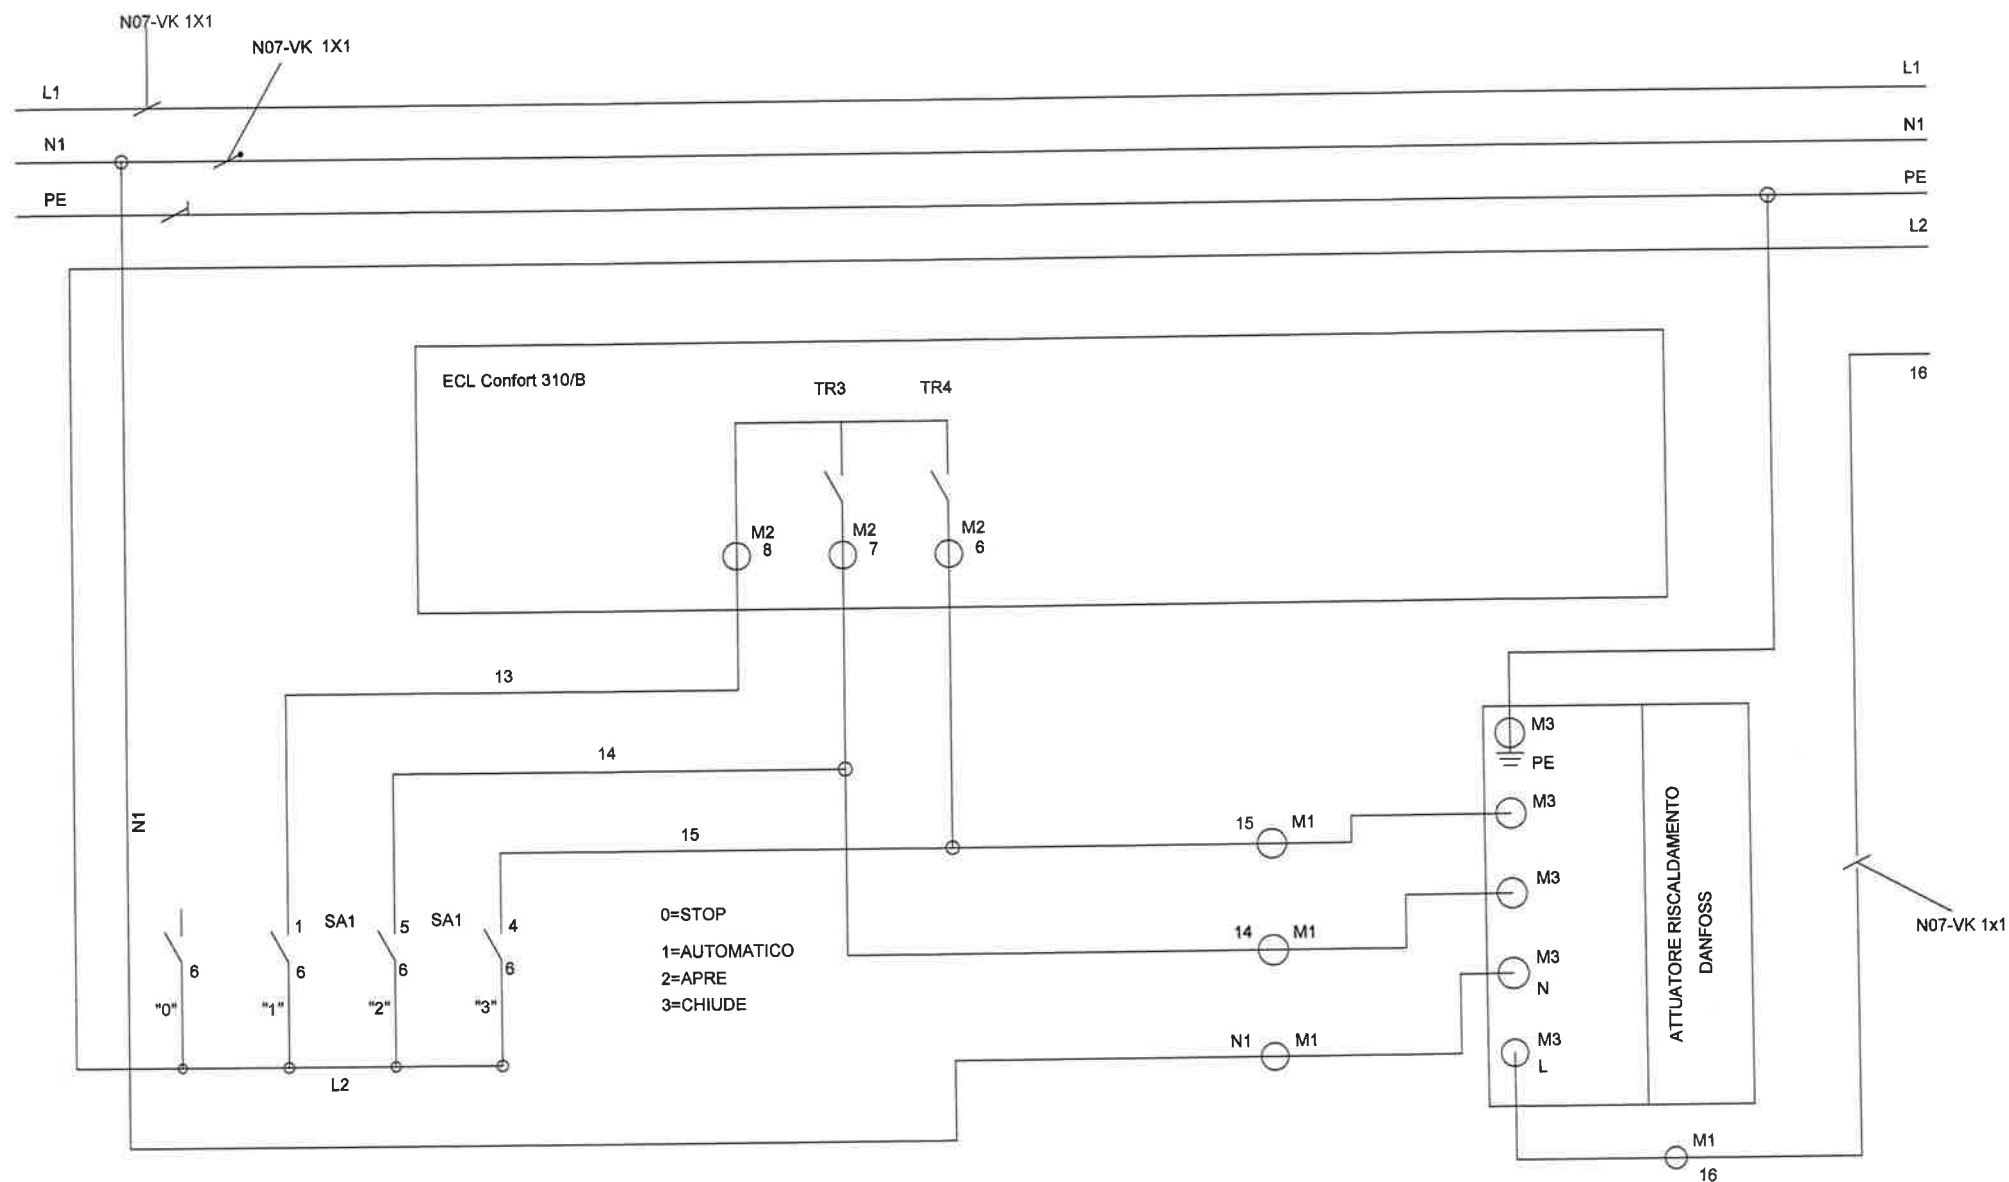 N07-VK 1X1
N07-VK 1X1
L1
L1
N1
N1
PE
PE
L2
ECL Confort 310/B
TR3
TR4
16
M2
8
M2
7
M2
6
13
14
15
N1
M3
PE
M3
M3
M3
N
M3
L
ATTUATORE RISCALDAMENTO
DANFOSS
15
M1
14
M1
N1
M1
M1
16
N07-VK 1x1
SA1
SA1
1
5
4
6
6
6
6
"0"
"1"
"2"
"3"
L2
0=STOP
1=AUTOMATICO
2=APRE
3=CHIUDE